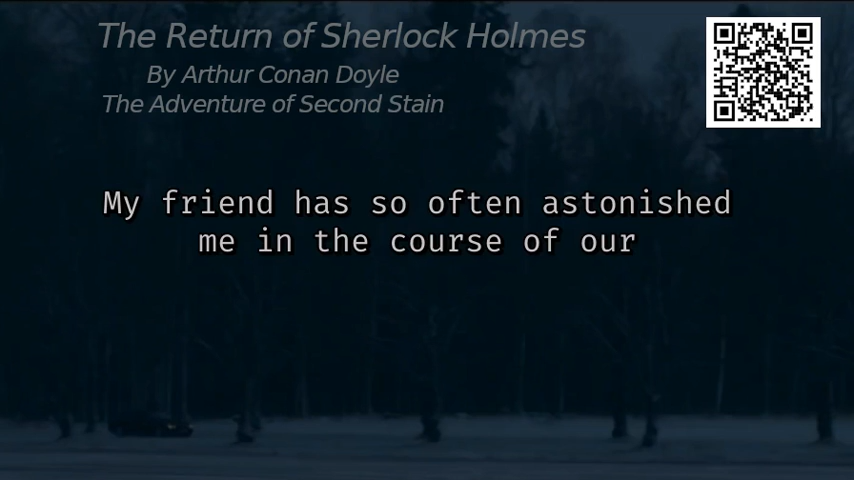 The Return of Sherlock Holmes
By Arthur Conan Doyle
The Adventure of Second Stain
My friend has so often astonished
me in the course of our